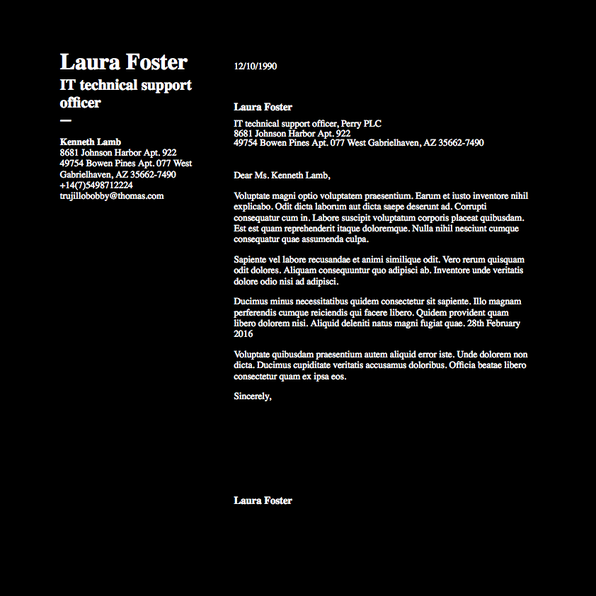 Laura Foster
IT technical support
officer
Kenneth Lamb
8681 Johnson Harbor Apt. 922
49754 Bowen Pines Apt. 077 West
Gabrielhaven, AZ 35662-7490
+14(7)5498712224
trujillobobby@thomas.com
12/10/1990
Laura Foster
IT technical support officer, Perry PLC
8681 Johnson Harbor Apt. 922
49754 Bowen Pines Apt. 077 West Gabrielhaven, AZ 35662-7490
Dear Ms. Kenneth Lamb,
Voluptate magni optio voluptatem praesentium. Earum et iusto inventore nihil
explicabo. Odit dicta laborum aut dicta saepe deserunt ad. Corrupti
consequatur cum in. Labore suscipit voluptatum corporis placeat quibusdam.
Est est quam reprehenderit itaque doloremque. Nulla nihil nesciunt cumque
consequatur quae assumenda culpa.
Sapiente vel labore recusandae et animi similique odit. Vero rerum quisquam
odit dolores. Aliquam consequuntur quo adipisci ab. Inventore unde veritatis
dolore odio nisi ad adipisci.
Ducimus minus necessitatibus quidem consectetur sit sapiente. Illo magnam
perferendis cumque reiciendis qui facere libero. Quidem provident quam
libero dolorem nisi. Aliquid deleniti natus magni fugiat quae. 28th February
2016
Voluptate quibusdam praesentium autem aliquid error iste. Unde dolorem non
dicta. Ducimus cupiditate veritatis accusamus doloribus. Officia beatae libero
consectetur quam ex ipsa eos.
Sincerely,
Laura Foster